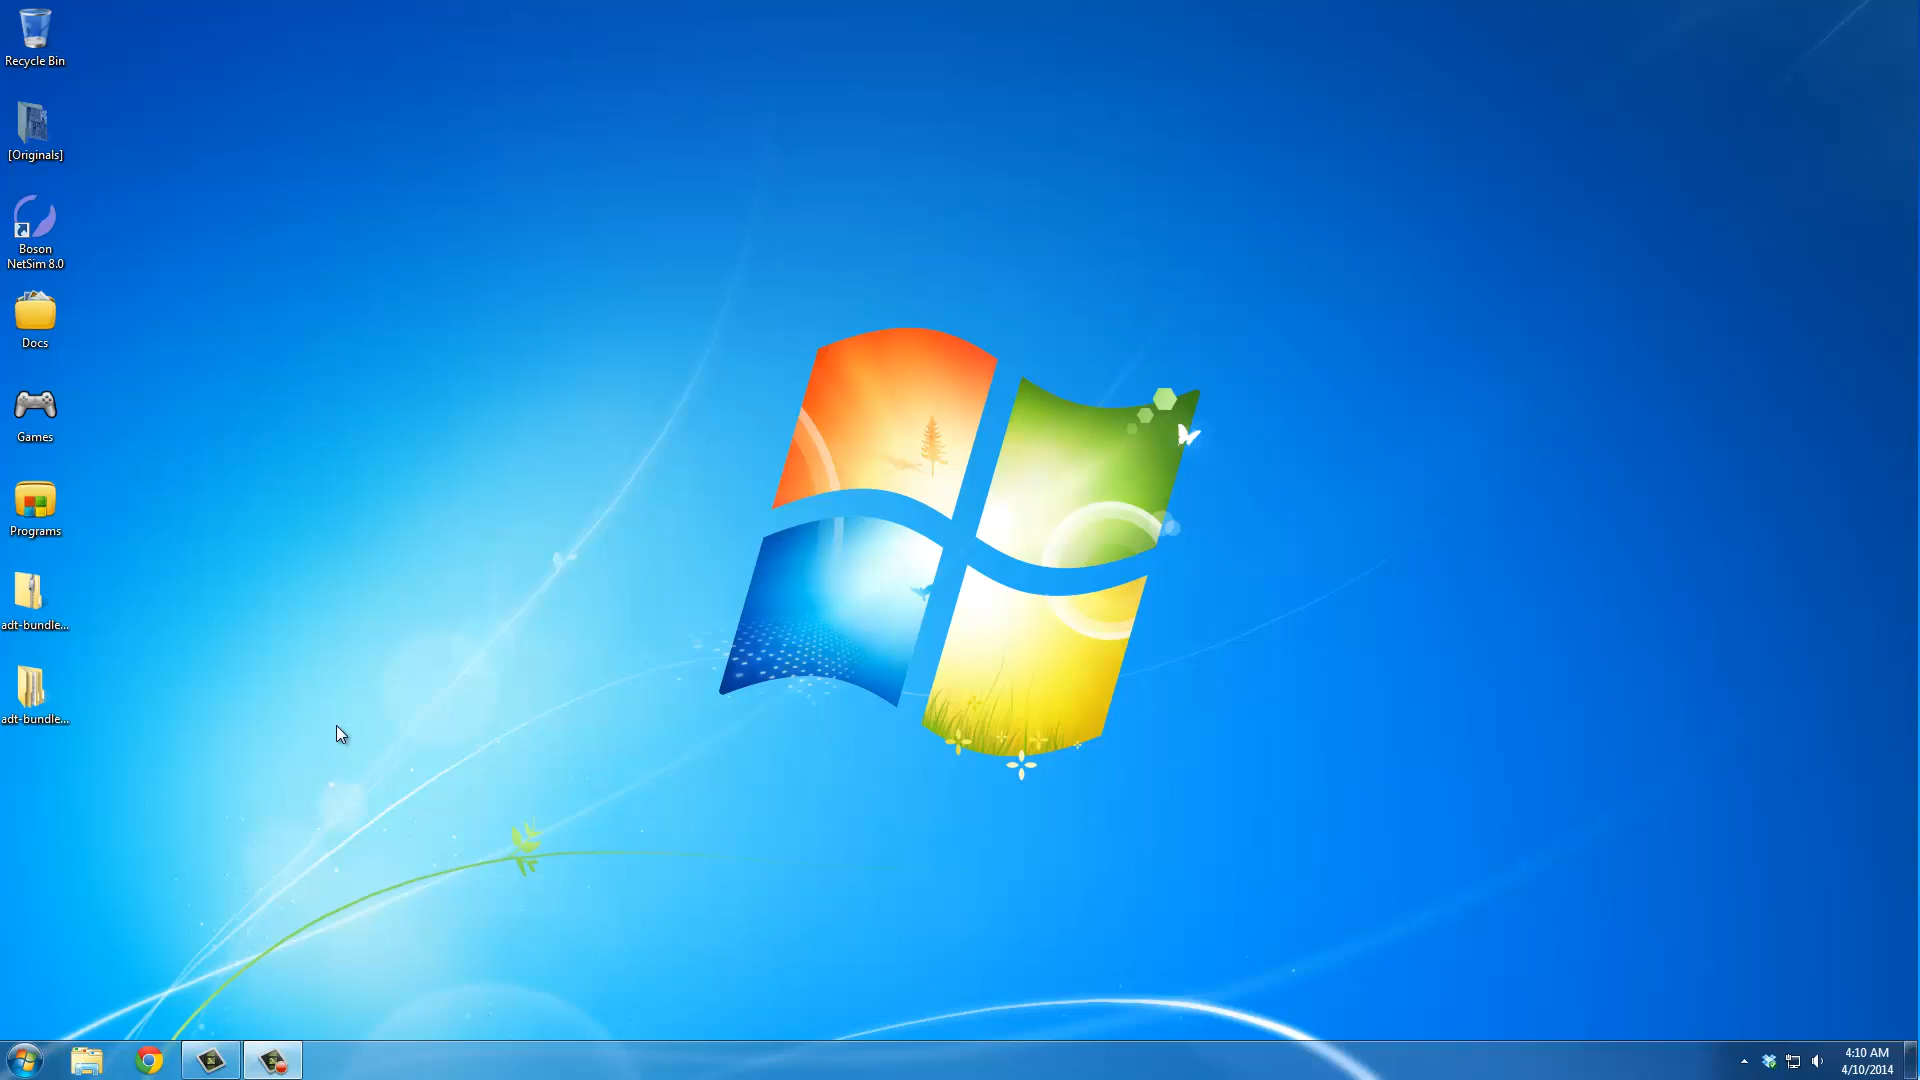 Recycle Bin
[Originals]
Boson
NetSim 8.0
Docs
Games
Programs
adt-bundle...
adt-bundle...
4:10 AM
4/10/2014